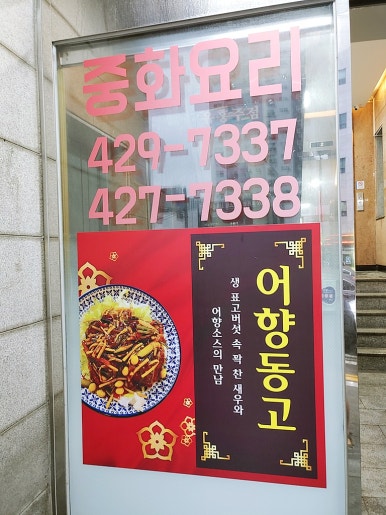 중화요리
429-7337
427-7338
어향동고
생 표고버섯 속 꽉 찬 새우와
어향소스의 만남